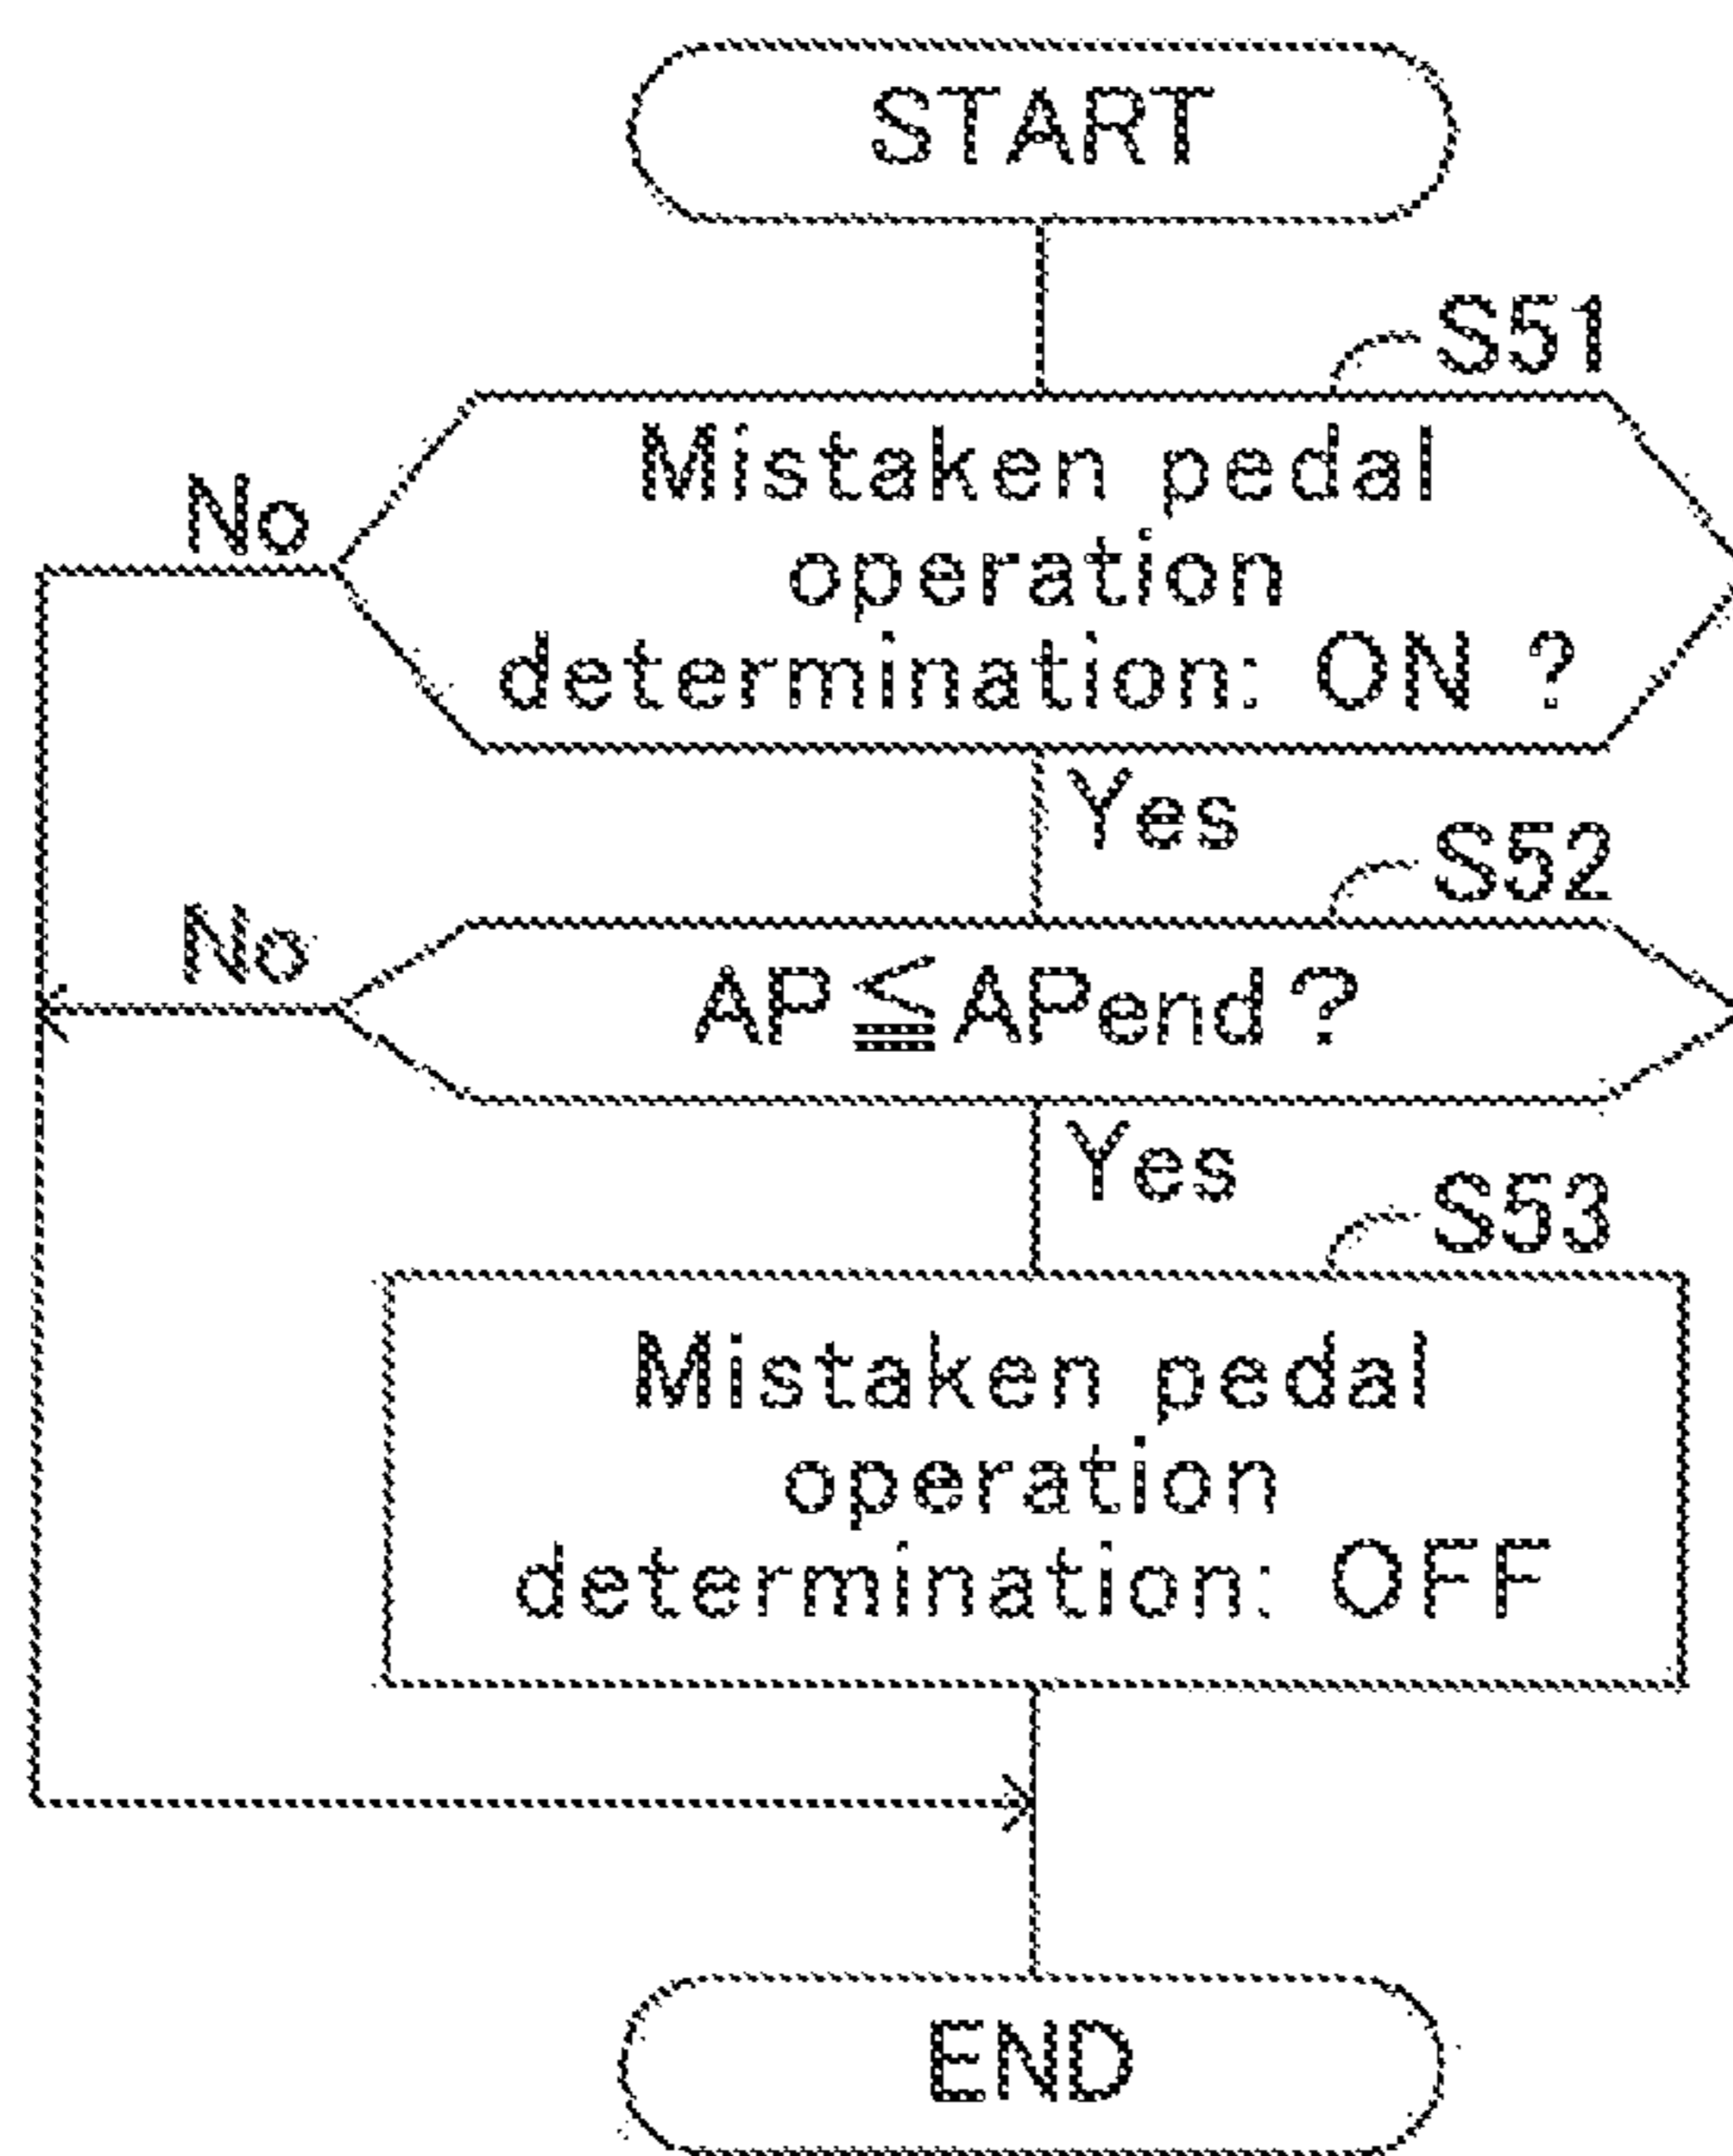 START
S51
Mistaken pedal
operation
determination: ON ?
No
Yes
S52
AP≦APend?
No
Yes
S53
Mistaken pedal
operation
determination: OFF
END